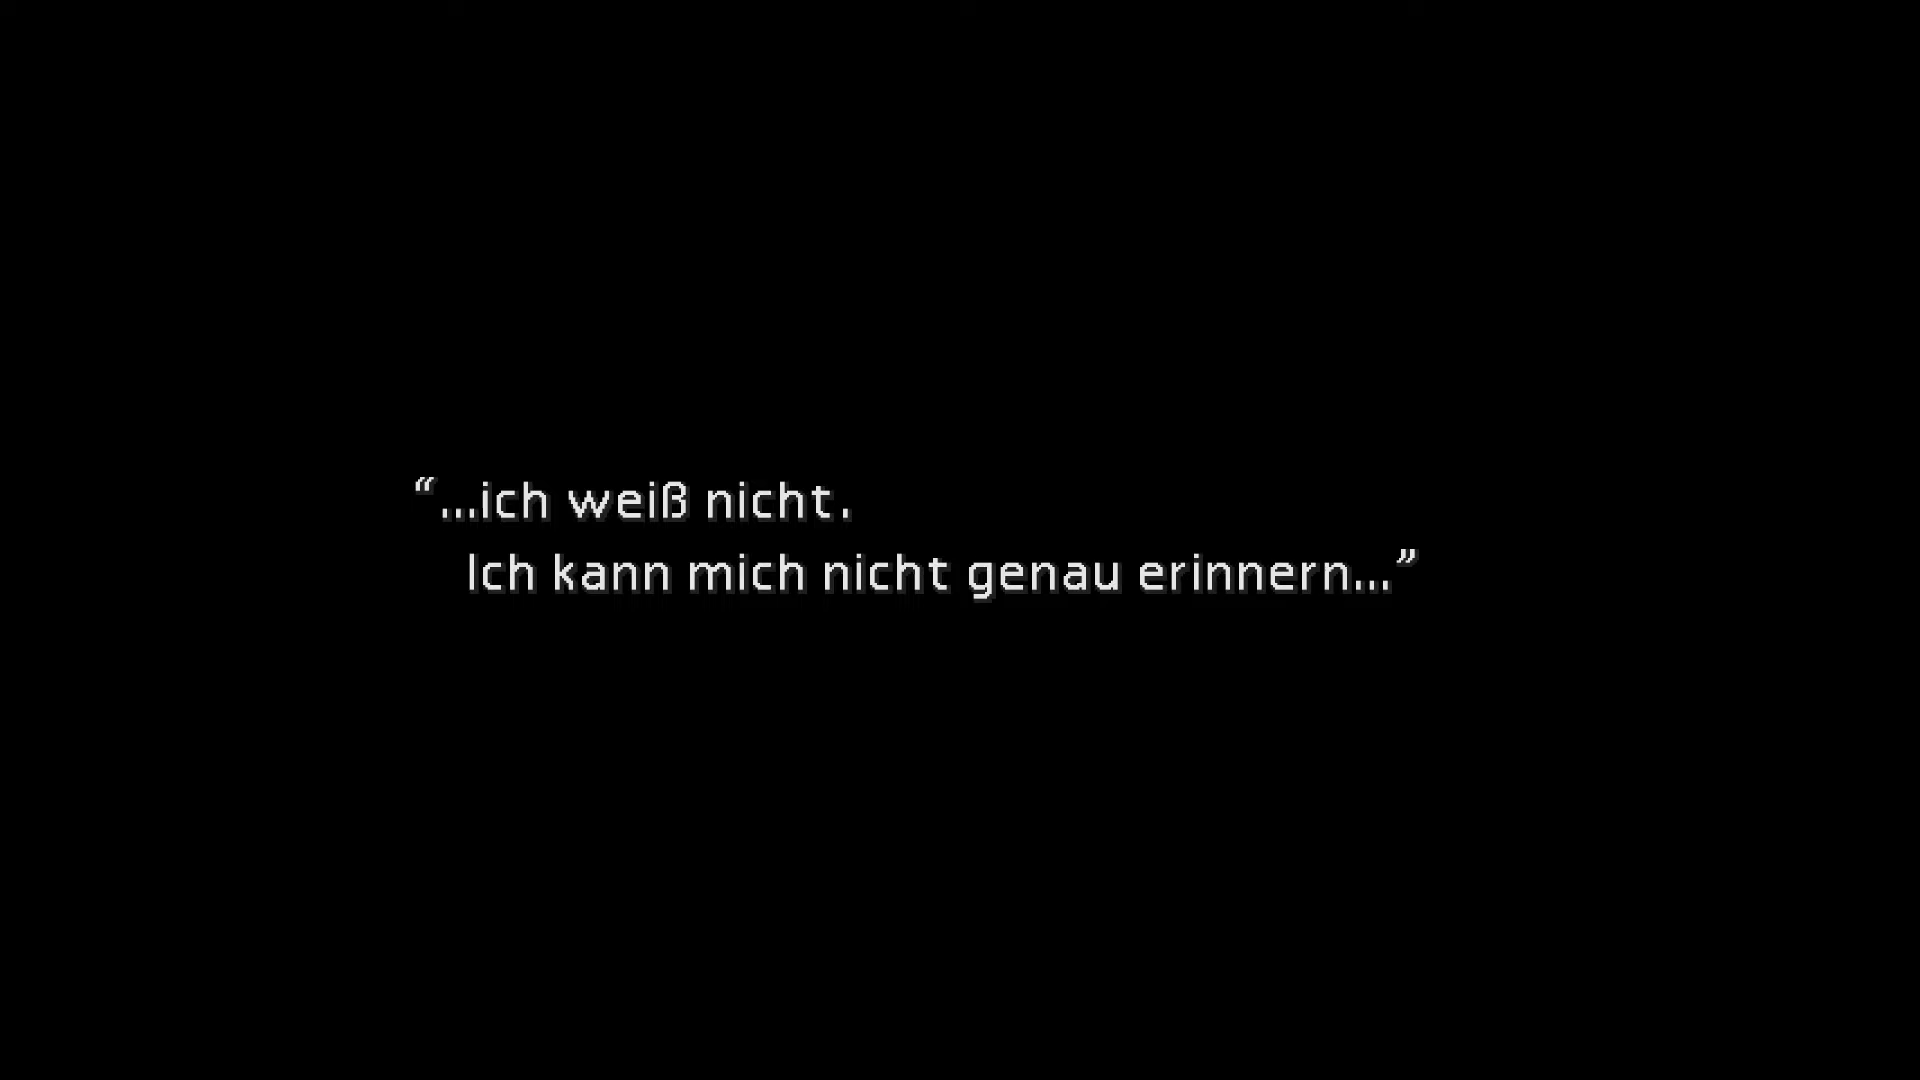 “...ich weiß nicht.
Ich kann mich nicht genau erinnern...”